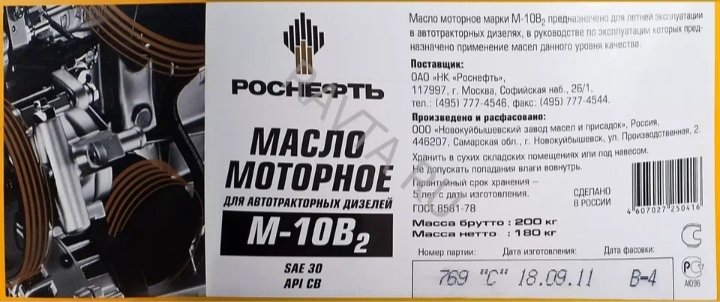 РОСНЕФТЬ
МАСЛО
МОТОРНОЕ
ДЛЯ АВТОТРАКТОРНЫХ ДИЗЕЛЕЙ
М-10В2
SAE 30
API CB
Масло моторное марки М-10В2 предназначено для летней эксплуатации
в автотракторных дизелях, в руководстве по эксплуатации которых пред-
назначено применение масел данного уровня качества.
Поставщик:
ОАО «НК «Роснефть»,
117997, г. Москва, Софийская наб., 26/1.
тел.: (495) 777-4546, факс: (495) 777-4544.
Произведено и расфасовано:
ООО «Новокуйбышевский завод масел и присадок», Россия,
446207, Самарская обл., г. Новокуйбышевск, ул. Производственная, 2.
Хранить в сухих складских помещениях или под навесом.
Не допускать попадания влаги вовнутрь.
Гарантийный срок хранения –
5 лет с даты изготовления.
ГОСТ 8581-78
СДЕЛАНО
В РОССИИ
Масса брутто : 200 кг
Масса нетто : 180 кг
4607027250416
Номер партии: Дата изготовления: Дата фасовки:
769 "С" 18.09.11 В-4
АЮ96
RAVTA.RU